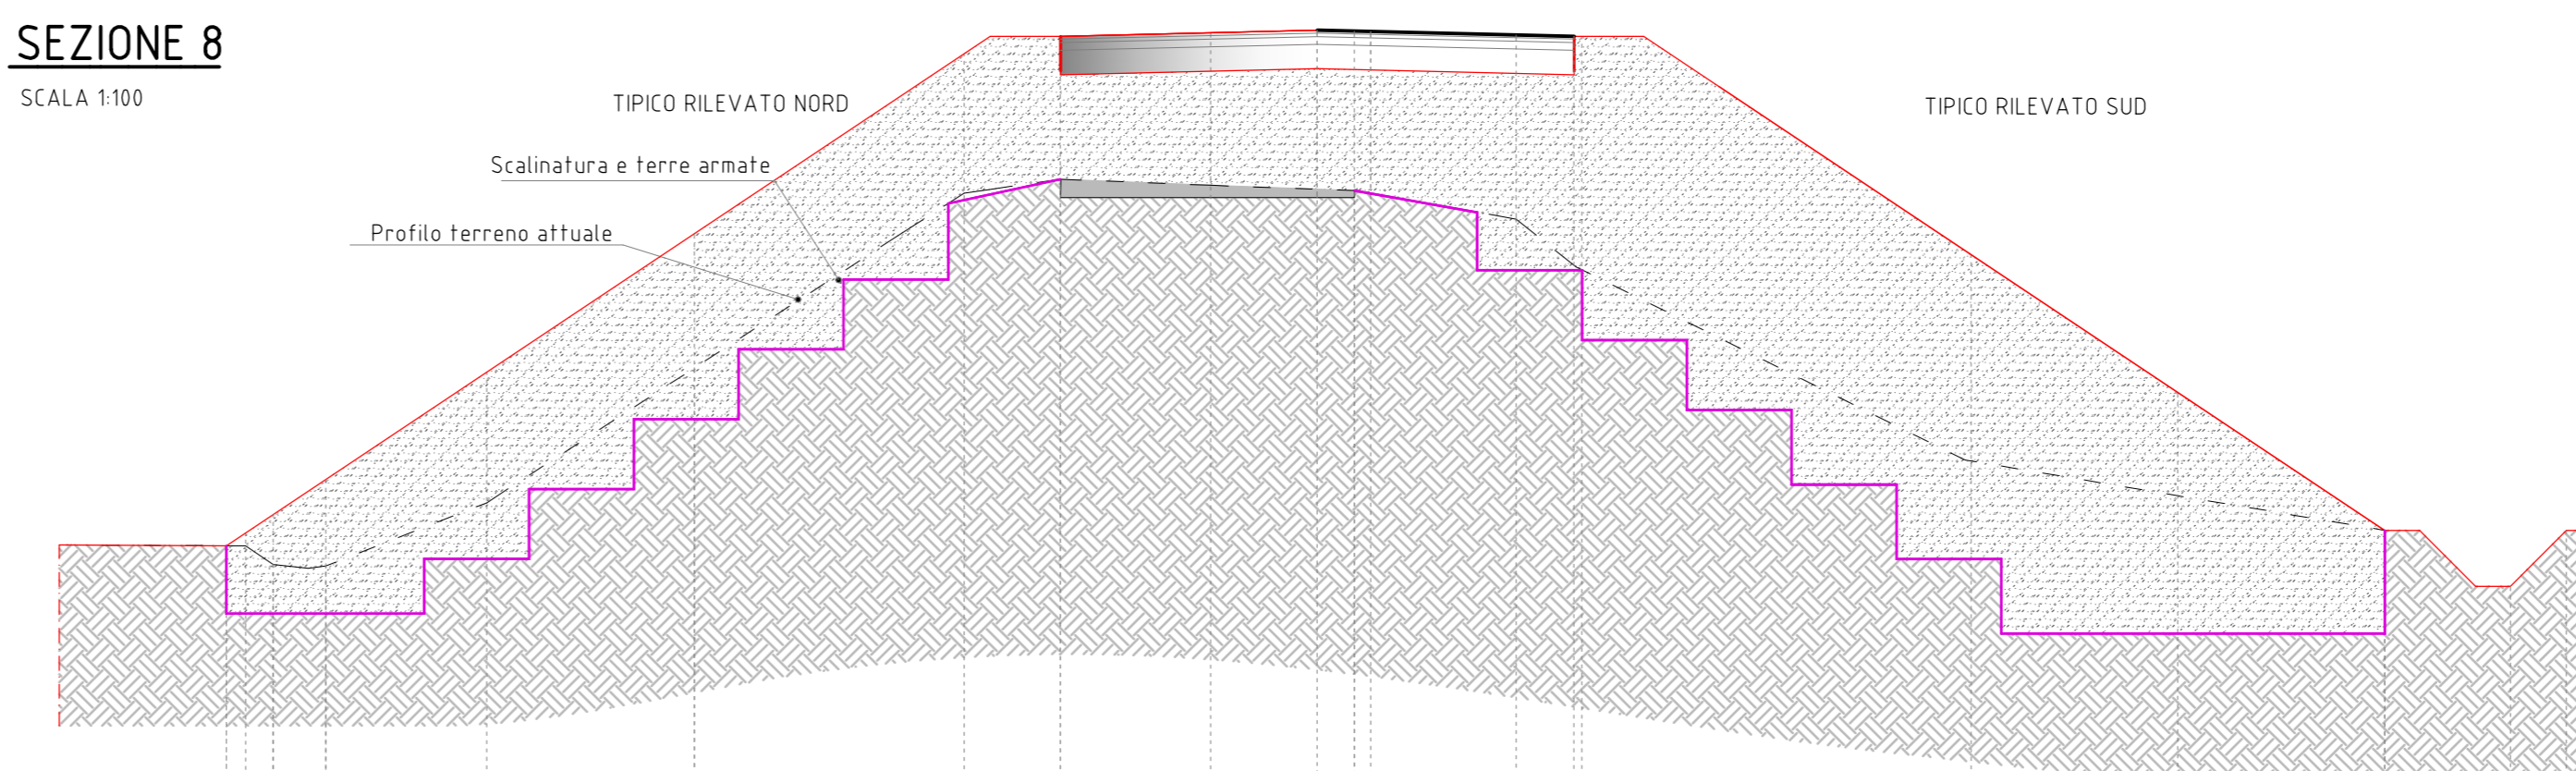 SEZIONE 8
SCALA 1:100
TIPICO RILEVATO NORD
TIPICO RILEVATO SUD
Scalinatura e terre armate
Profilo terreno attuale